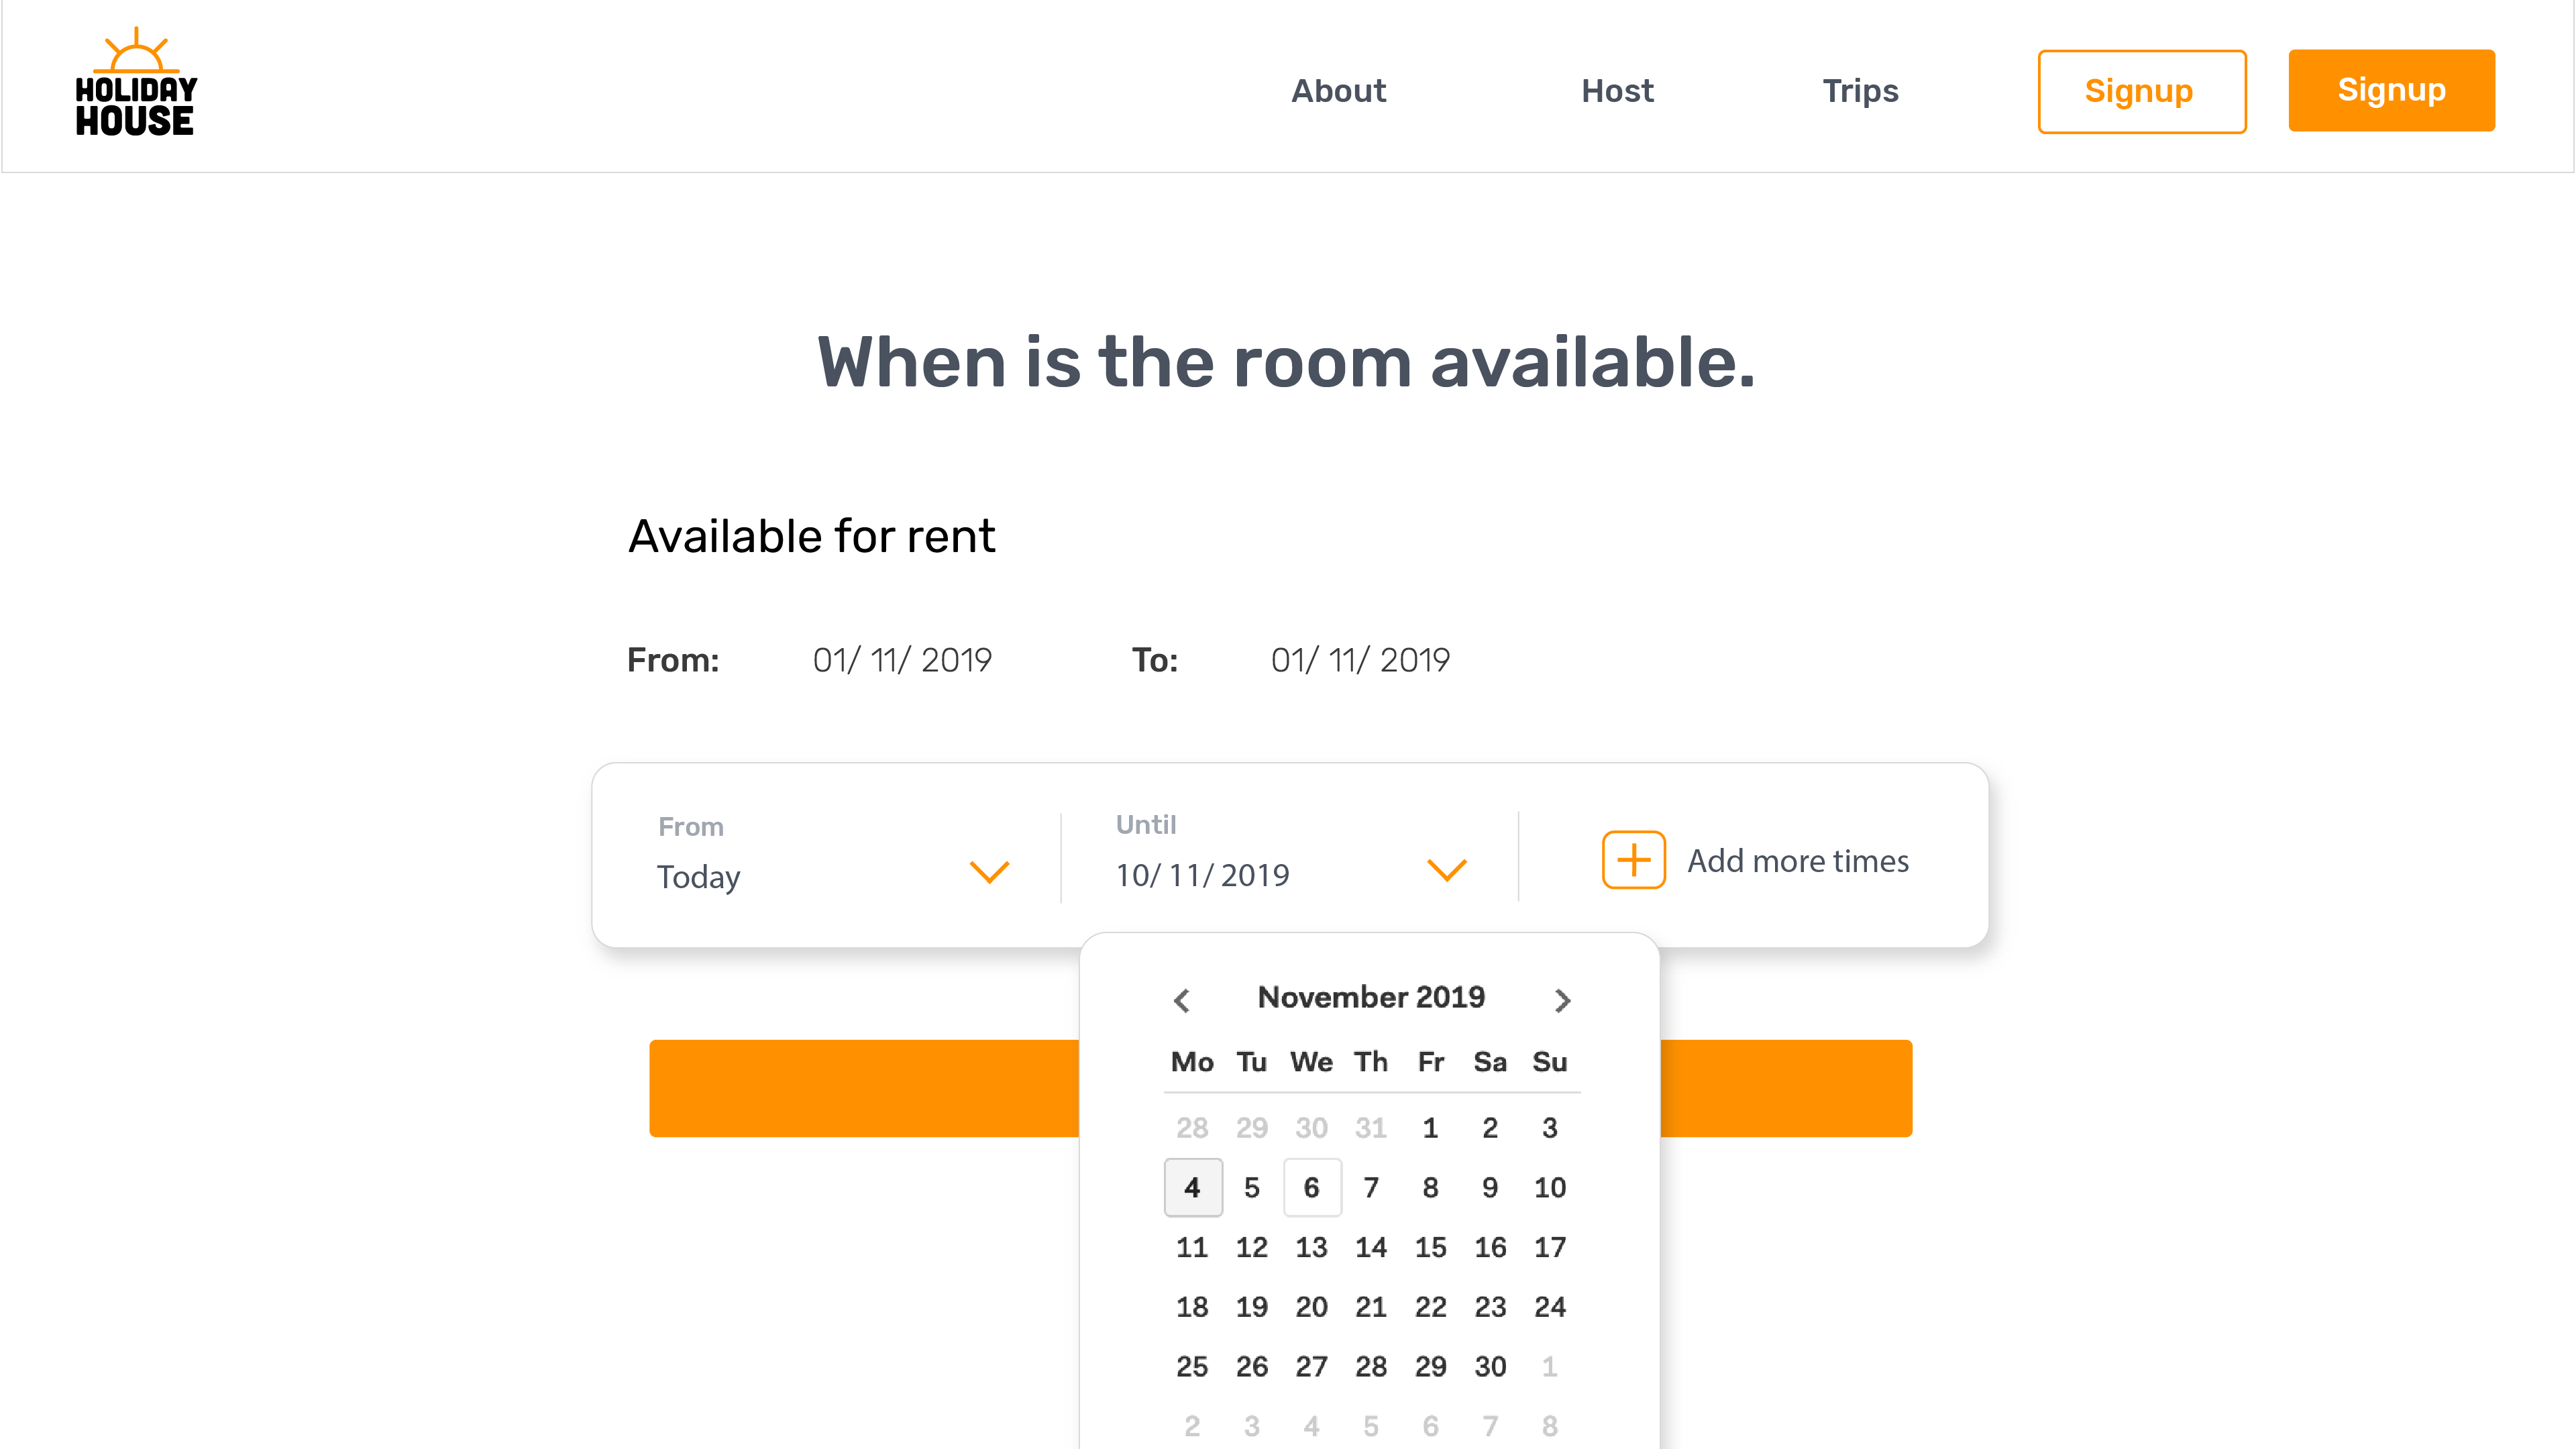 HOLIDAY
HOUSE
About Host Trips Signup Signup
When is the room available.
Available for rent
From: 01/ 11/ 2019 To: 01/ 11/ 2019
From Until
Today 10/ 11/ 2019 Add more times
November 2019
Mo Tu We Th Fr Sa Su
28 29 30 31 1 2 3
4 5 6 7 8 9 10
11 12 13 14 15 16 17
18 19 20 21 22 23 24
25 26 27 28 29 30 1
2 3 4 5 6 7 8